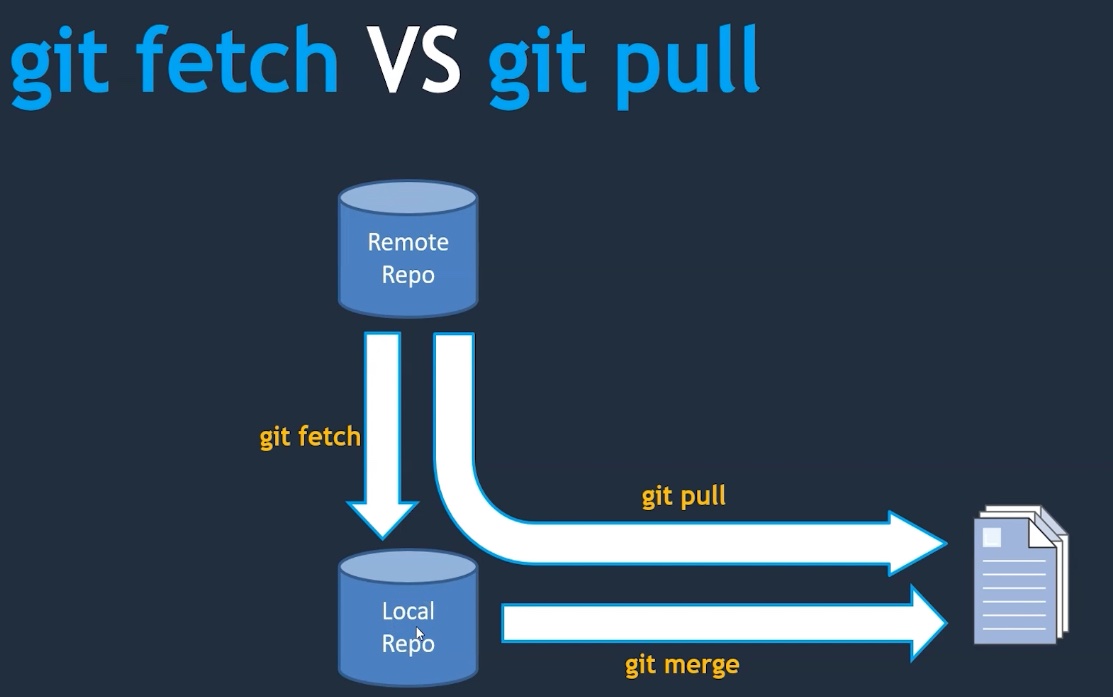 git fetch VS git pull
Remote
Repo
git fetch
git pull
Local
Repo
git merge